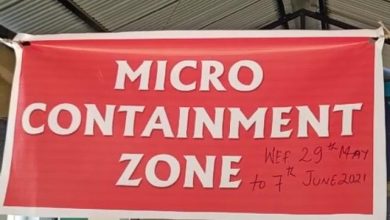 MICRO
CONTAINMENT
ZONE
WEF 29th MAY
to 7th JUNE 2021